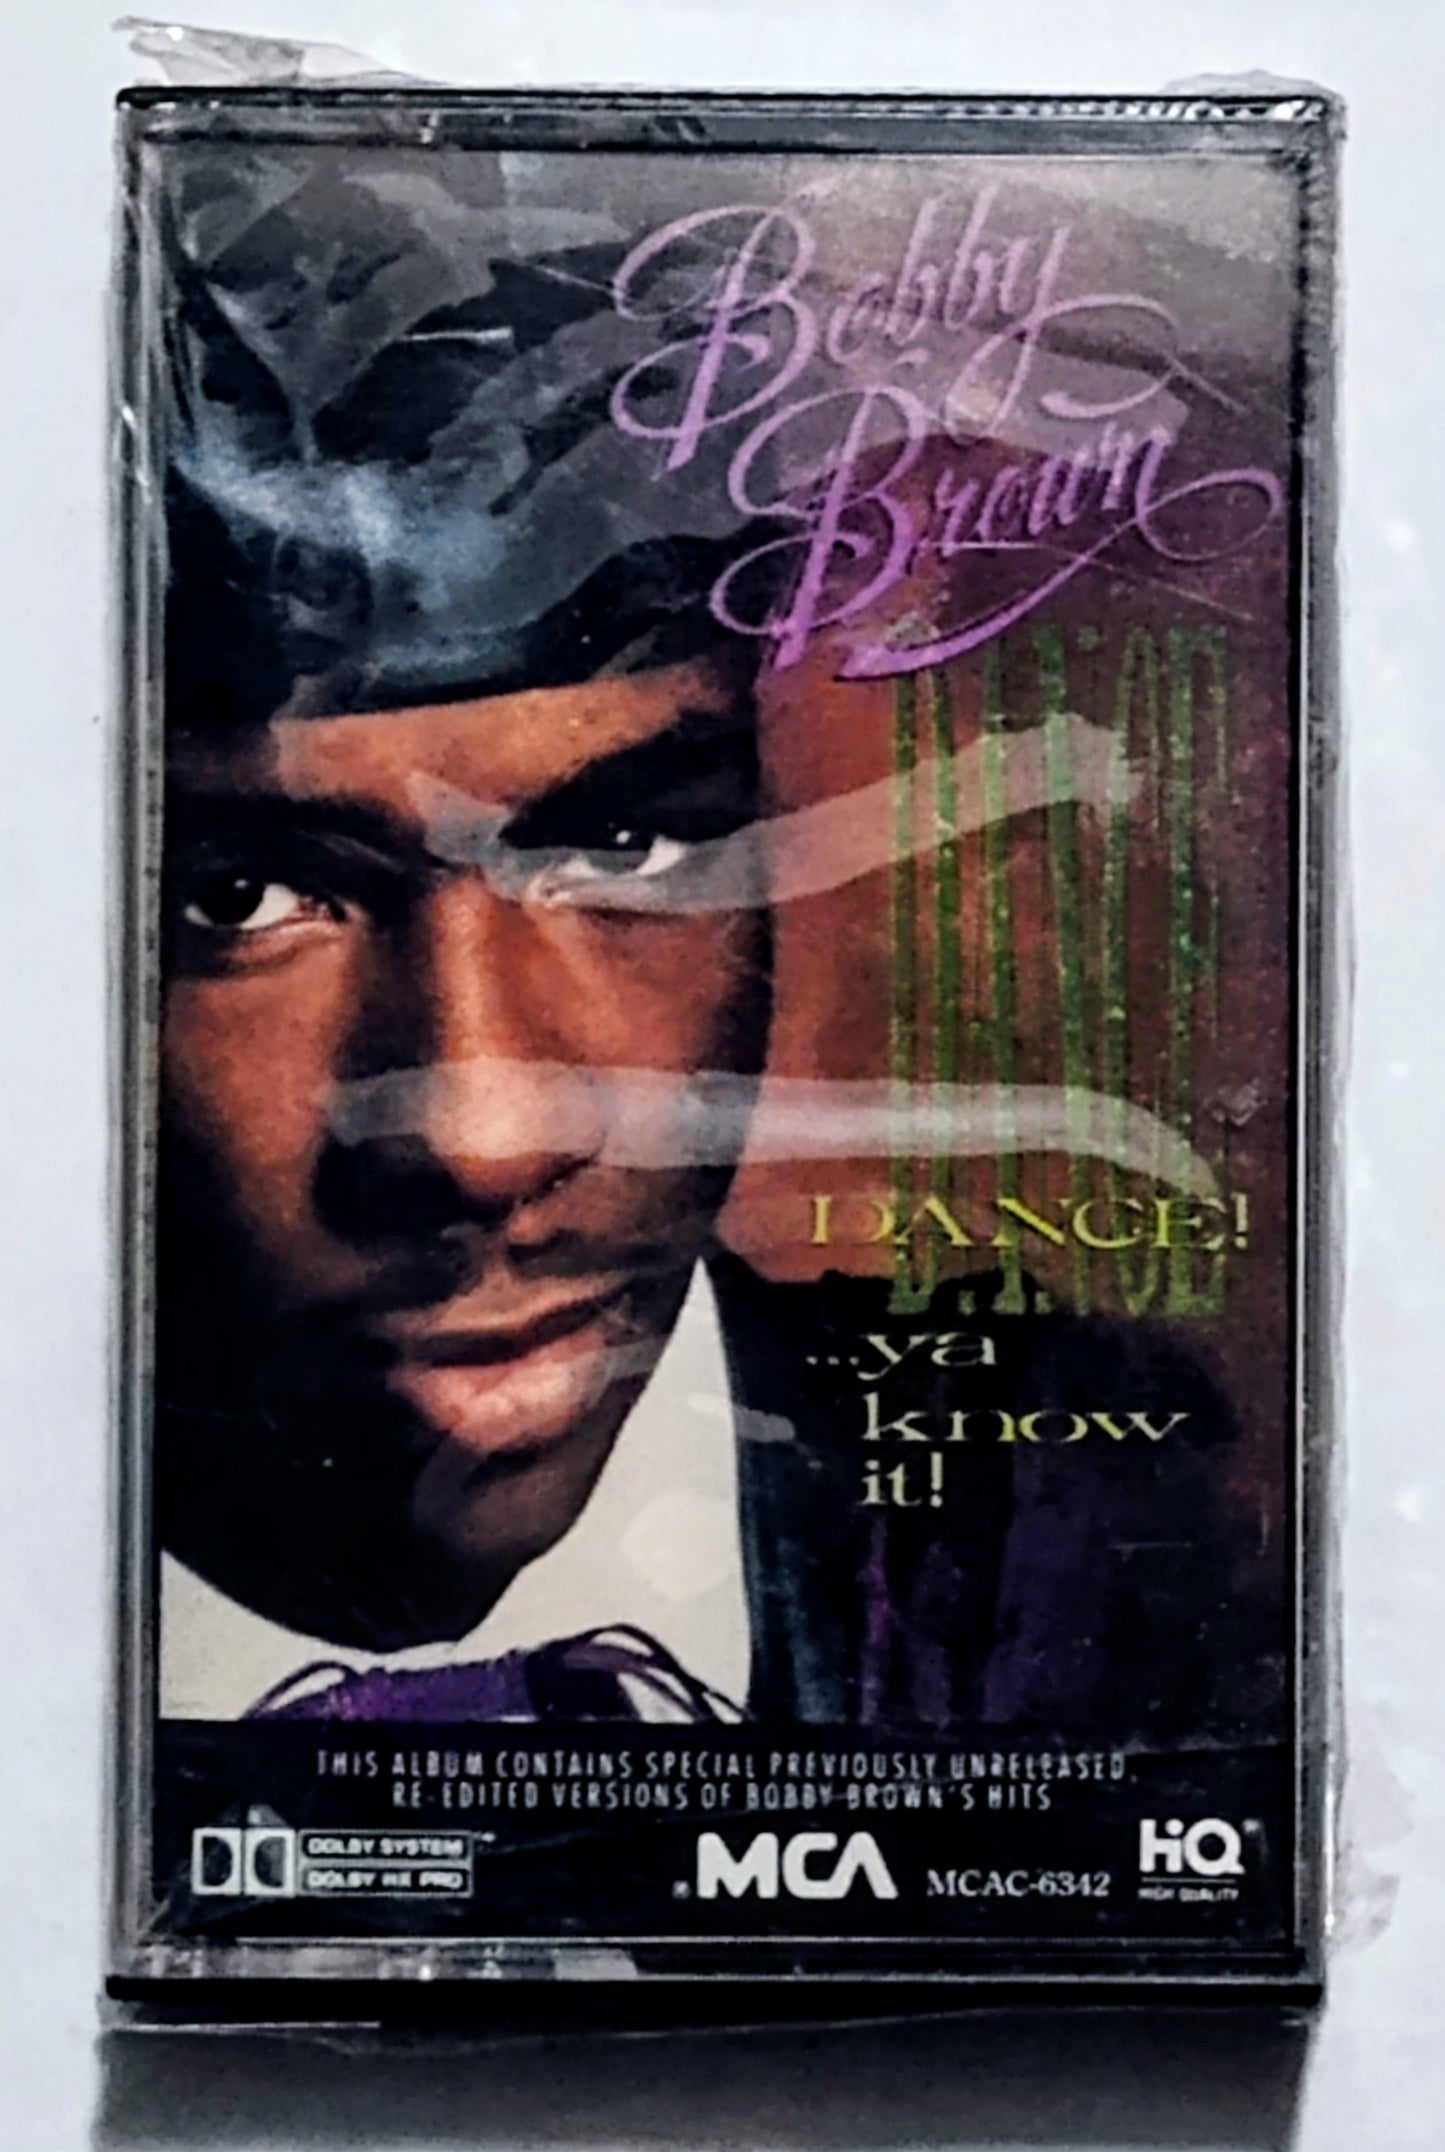 Bobby
Brown
DANCE
DANCE!
...ya
know
it!
THIS ALBUM CONTAINS SPECIAL PREVIOUSLY UNRELEASED,
RE-EDITED VERSIONS OF BOBBY BROWN'S HITS
DOLBY SYSTEM
DOLBY HX PRO
MCA
MCAC-6342
HiQ
HIGH QUALITY